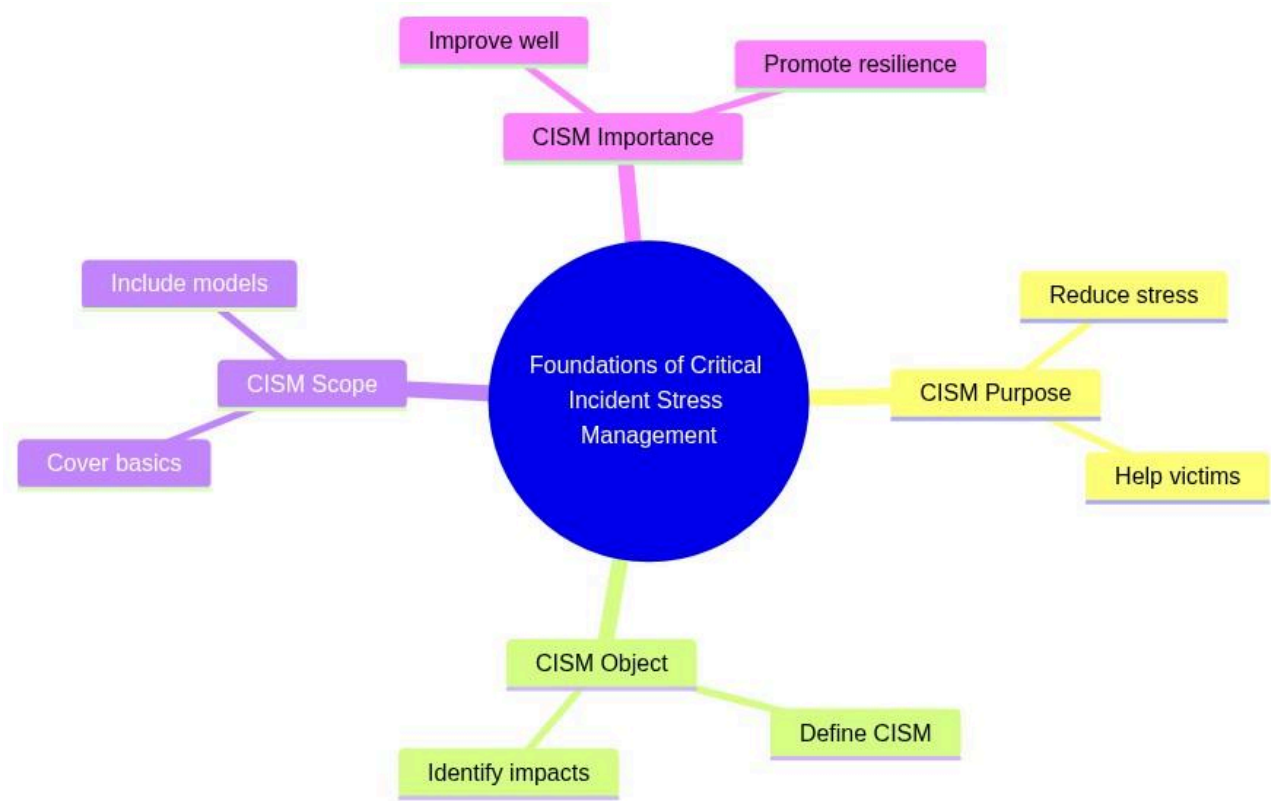 Improve well
Promote resilience
CISM Importance
Include models
CISM Scope
Cover basics
Foundations of Critical
Incident Stress
Management
Reduce stress
CISM Purpose
Help victims
CISM Object
Define CISM
Identify impacts